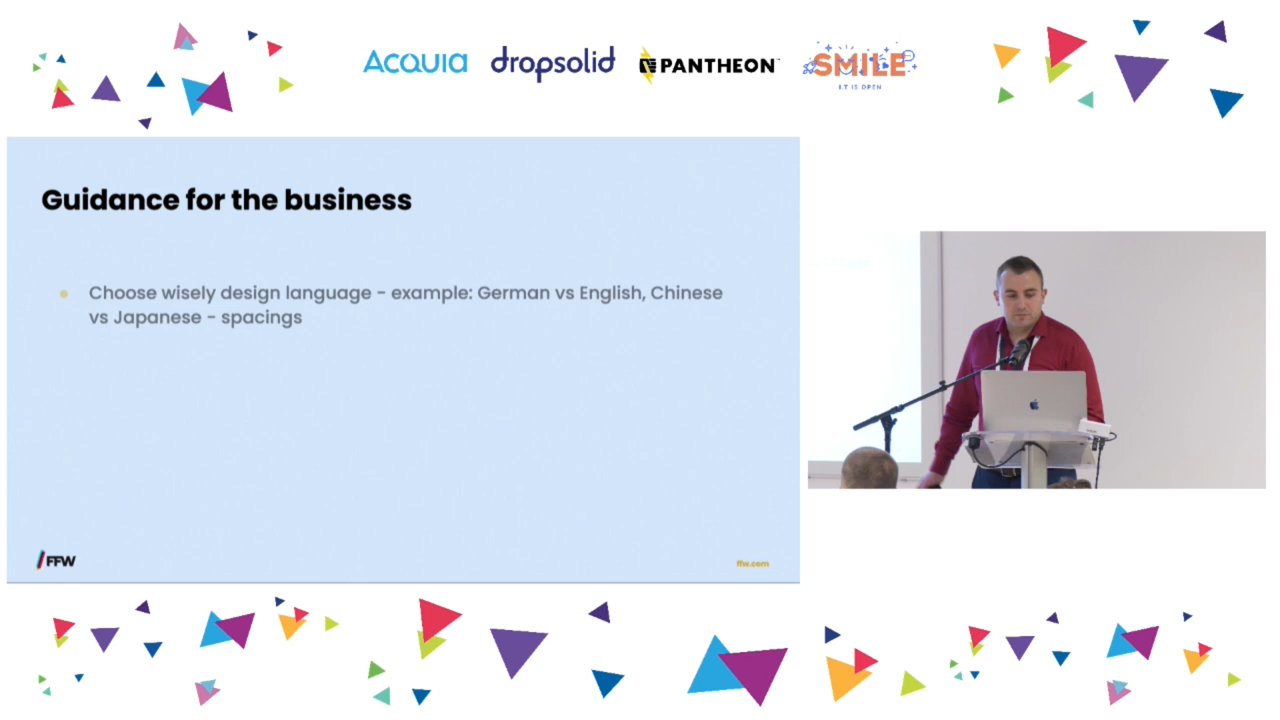 ACQUIA
dropsolid
PANTHEON
SMILE
I.T IS OPEN
Guidance for the business
Choose wisely design language - example: German vs English, Chinese
vs Japanese - spacings
FFW
ffw.com